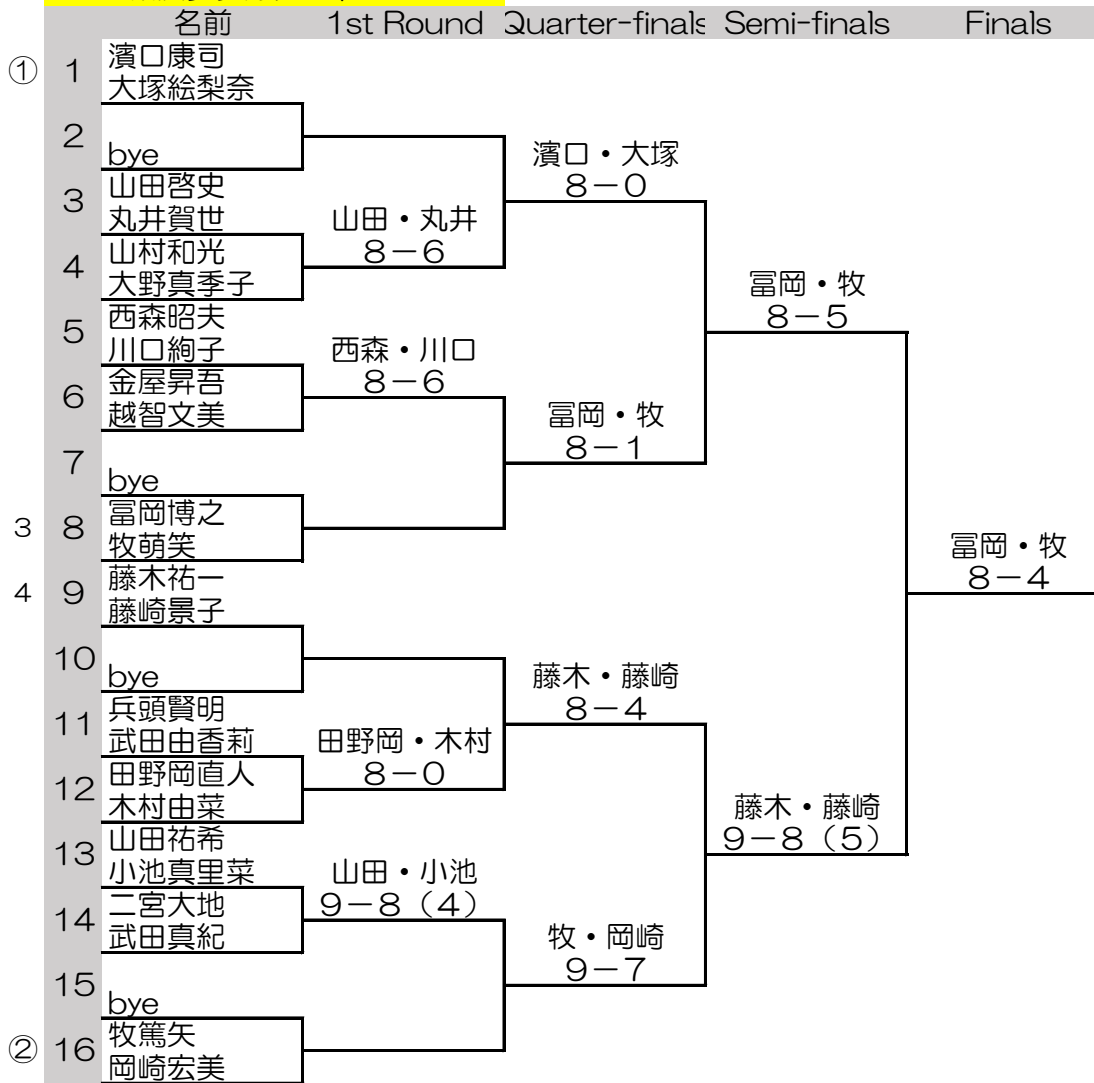 名前 1st Round Quarter-finals Semi-finals Finals
① 1 濱口康司
大塚絵梨奈
2 bye
濱口・大塚
8－0
3 山田啓史
丸井賀世
山田・丸井
8－6
4 山村和光
大野真季子
冨岡・牧
8－5
5 西森昭夫
川口絢子
西森・川口
8－6
6 金屋昇吾
越智文美
冨岡・牧
8－1
7 bye
3 8 冨岡博之
牧萌笑
冨岡・牧
8－4
4 9 藤木祐一
藤崎景子
10 bye
藤木・藤崎
8－4
11 兵頭賢明
武田由香莉
田野岡・木村
8－0
12 田野岡直人
木村由菜
藤木・藤崎
9－8（5）
13 山田祐希
小池真里菜
山田・小池
9－8（4）
14 二宮大地
武田真紀
牧・岡崎
9－7
15 bye
② 16 牧篤矢
岡崎宏美